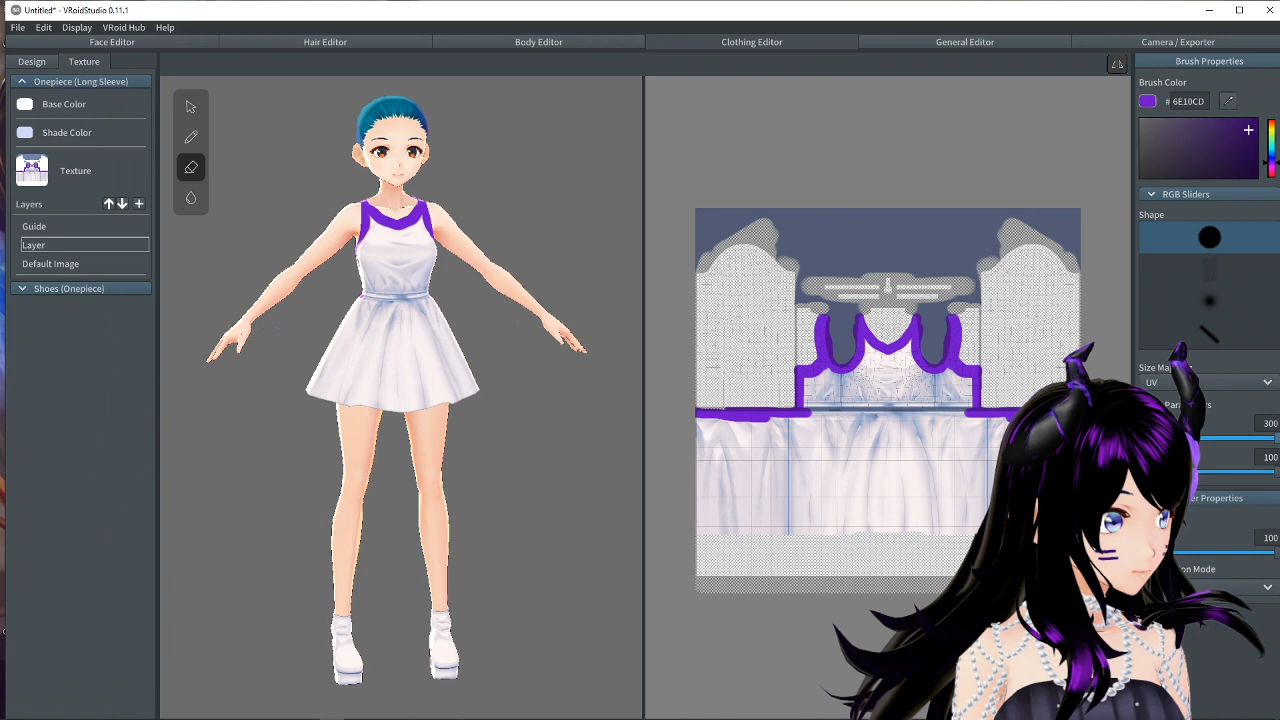 Untitled* - VRoidStudio 0.11.1
File Edit Display VRoid Hub Help
Face Editor Hair Editor Body Editor Clothing Editor General Editor Camera / Exporter
Design Texture
Onepiece (Long Sleeve)
Base Color
Shade Color
Texture
Layers
Guide
Layer
Default Image
Shoes (Onepiece)
Brush Properties
Brush Color
# 6E10CD
RGB Sliders
Shape
UV
300
100
Properties
100
Mode